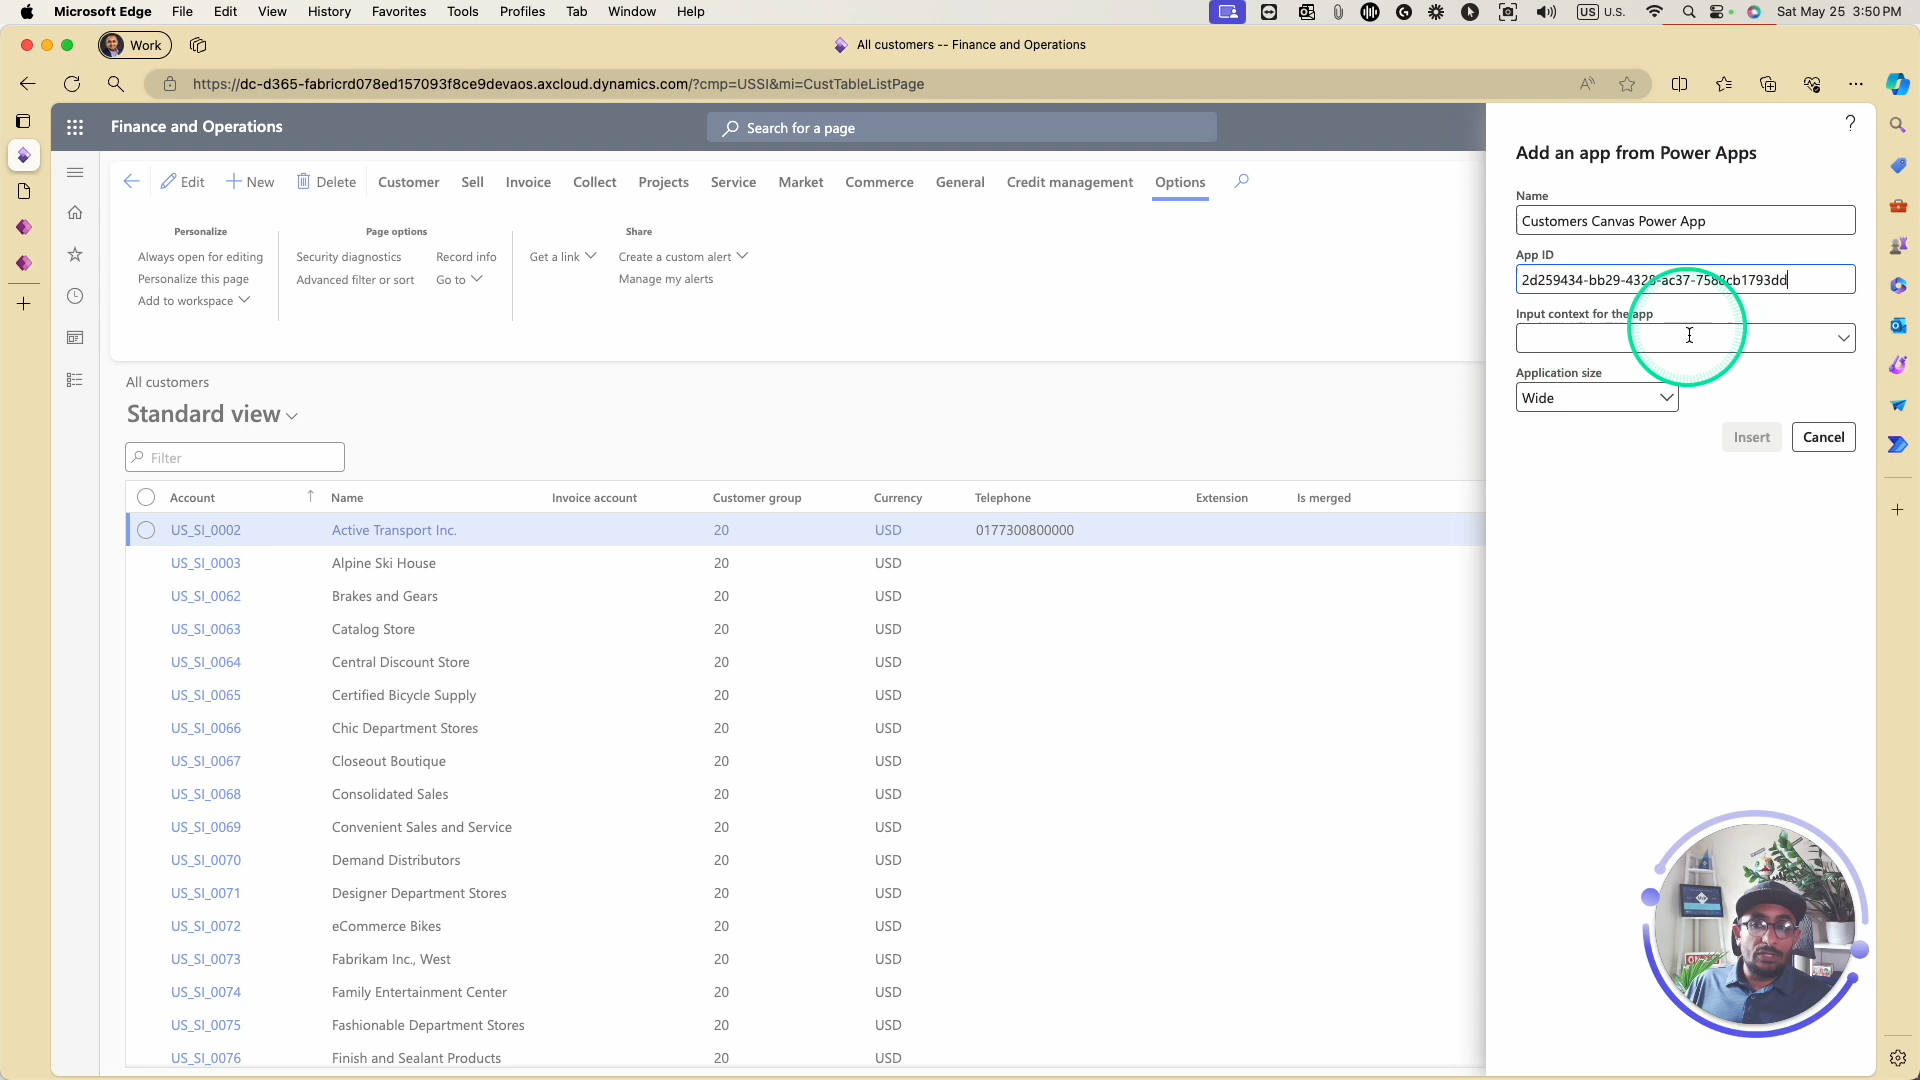 Microsoft Edge File Edit View History Favorites Tools Profiles Tab Window Help
US U.S. Sat May 25 3:50 PM
Work
All customers -- Finance and Operations
https://dc-d365-fabricrd078ed157093f8ce9devaos.axcloud.dynamics.com/?cmp=USSI&mi=CustTableListPage
Finance and Operations
Search for a page
Edit New Delete Customer Sell Invoice Collect Projects Service Market Commerce General Credit management Options
Personalize
Always open for editing
Personalize this page
Add to workspace
Page options
Security diagnostics Record info
Advanced filter or sort Go to
Share
Get a link Create a custom alert
Manage my alerts
All customers
Standard view
Filter
Account Name Invoice account Customer group Currency Telephone Extension Is merged
US_SI_0002 Active Transport Inc. 20 USD 0177300800000
US_SI_0003 Alpine Ski House 20 USD
US_SI_0062 Brakes and Gears 20 USD
US_SI_0063 Catalog Store 20 USD
US_SI_0064 Central Discount Store 20 USD
US_SI_0065 Certified Bicycle Supply 20 USD
US_SI_0066 Chic Department Stores 20 USD
US_SI_0067 Closeout Boutique 20 USD
US_SI_0068 Consolidated Sales 20 USD
US_SI_0069 Convenient Sales and Service 20 USD
US_SI_0070 Demand Distributors 20 USD
US_SI_0071 Designer Department Stores 20 USD
US_SI_0072 eCommerce Bikes 20 USD
US_SI_0073 Fabrikam Inc., West 20 USD
US_SI_0074 Family Entertainment Center 20 USD
US_SI_0075 Fashionable Department Stores 20 USD
US_SI_0076 Finish and Sealant Products 20 USD
?
Add an app from Power Apps
Name
Customers Canvas Power App
App ID
2d259434-bb29-4328-ac37-7588cb1793dd
Input context for the app
Application size
Wide
Insert Cancel